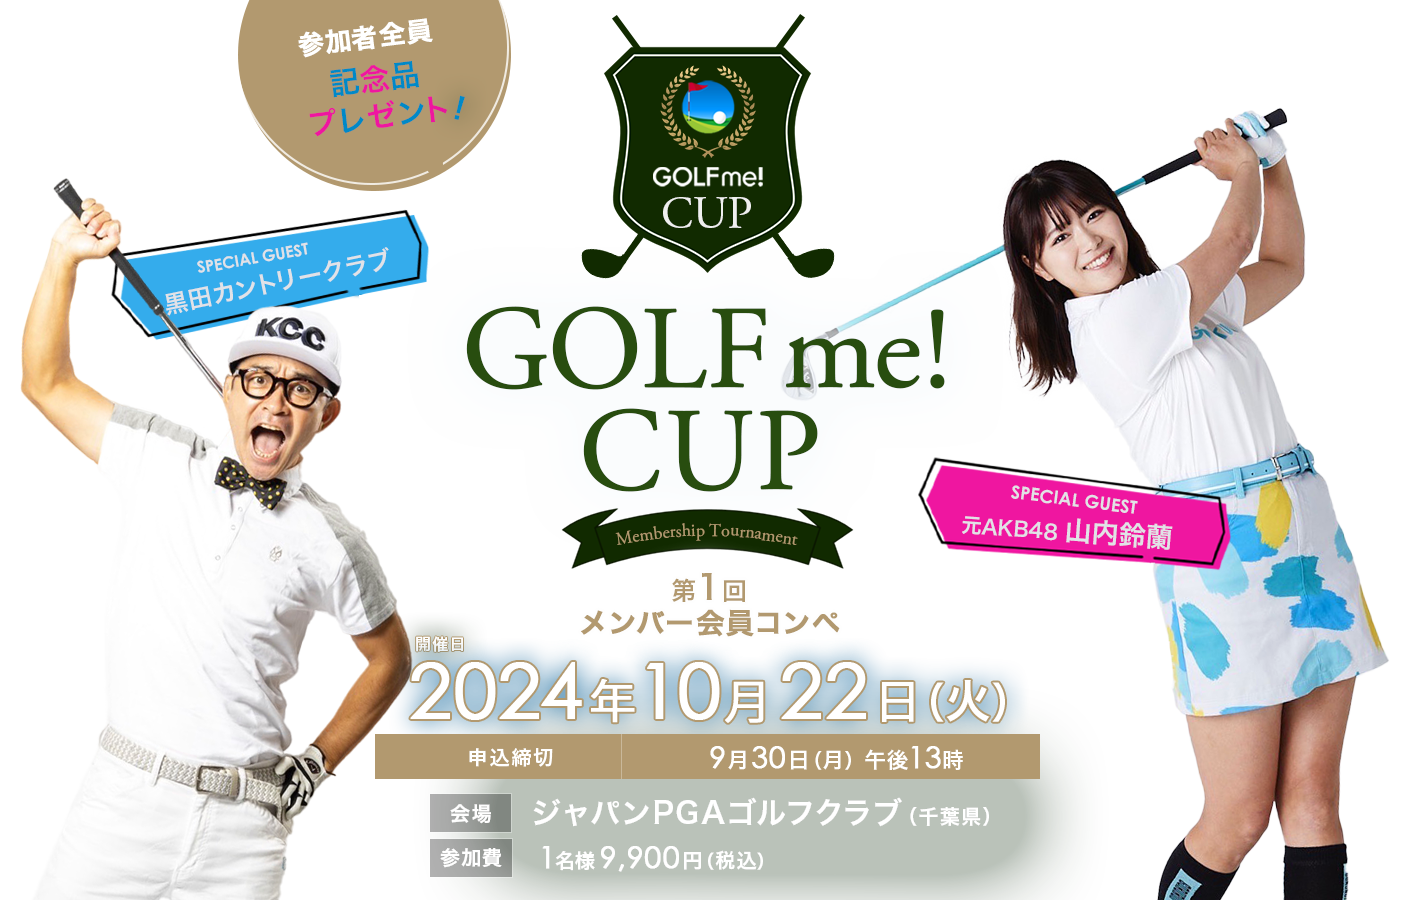 参加者全員
記念品
プレゼント!
GOLFme!
CUP
SPECIAL GUEST
黒田カントリークラブ
KCC
GOLF me!
CUP
Membership Tournament
SPECIAL GUEST
元AKB48 山内鈴蘭
第1回
メンバー会員コンペ
開催日
2024年10月22日(火)
申込締切 9月30日(月) 午後13時
会場 ジャパンPGAゴルフクラブ(千葉県)
参加費 1名様9,900円(税込)